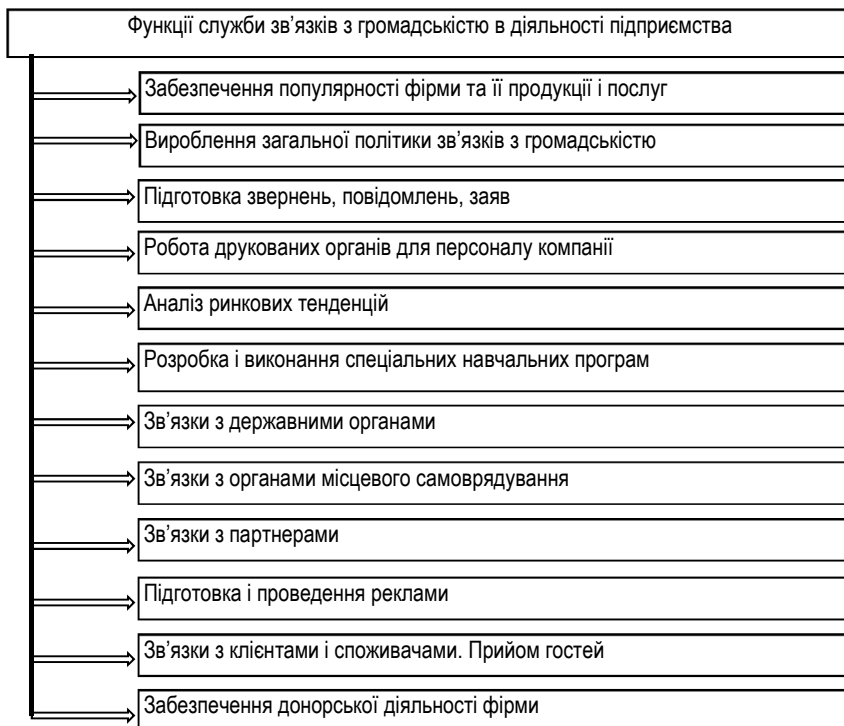 Функції служби зв’язків з громадськістю в діяльності підприємства
Забезпечення популярності фірми та її продукції і послуг
Вироблення загальної політики зв’язків з громадськістю
Підготовка звернень, повідомлень, заяв
Робота друкованих органів для персоналу компанії
Аналіз ринкових тенденцій
Розробка і виконання спеціальних навчальних програм
Зв’язки з державними органами
Зв’язки з органами місцевого самоврядування
Зв’язки з партнерами
Підготовка і проведення реклами
Зв’язки з клієнтами і споживачами. Прийом гостей
Забезпечення донорської діяльності фірми